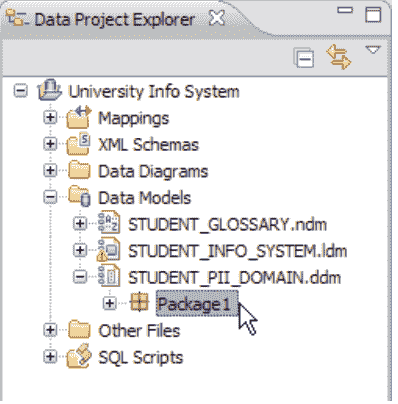 Data Project Explorer
University Info System
Mappings
XML Schemas
Data Diagrams
Data Models
STUDENT_GLOSSARY.ndm
STUDENT_INFO_SYSTEM.ldm
STUDENT_PII_DOMAIN.ddm
Package1
Other Files
SQL Scripts